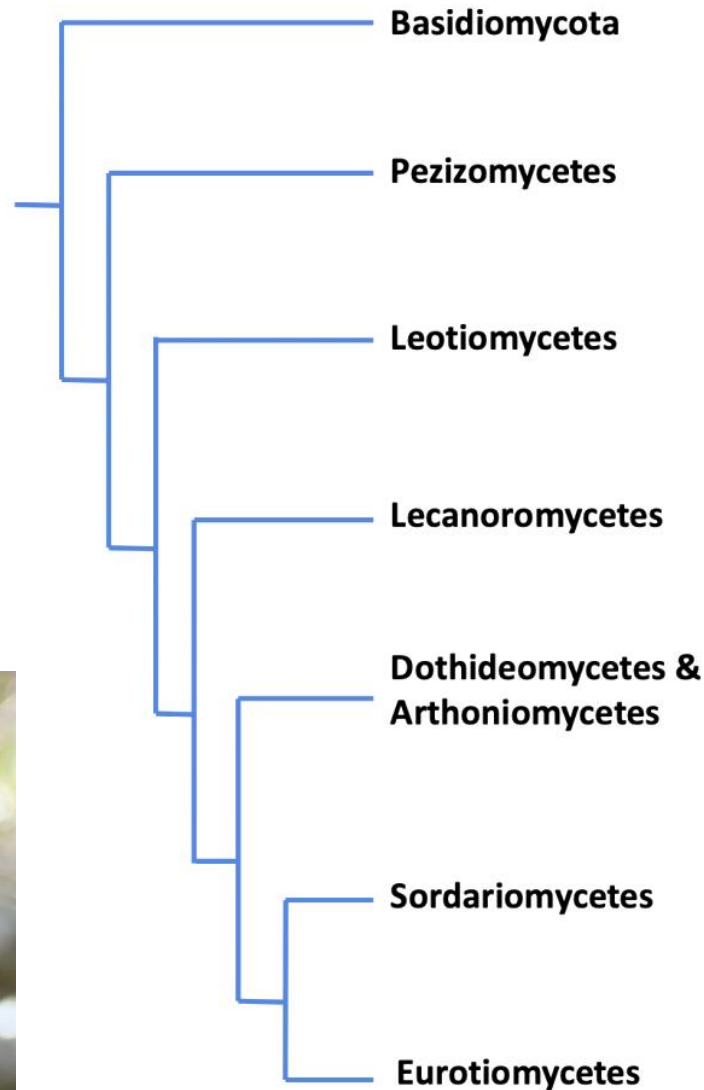 Basidiomycota
Pezizomycetes
Leotiomycetes
Lecanoromycetes
Dothideomycetes &
Arthoniomycetes
Sordariomycetes
Eurotiomycetes